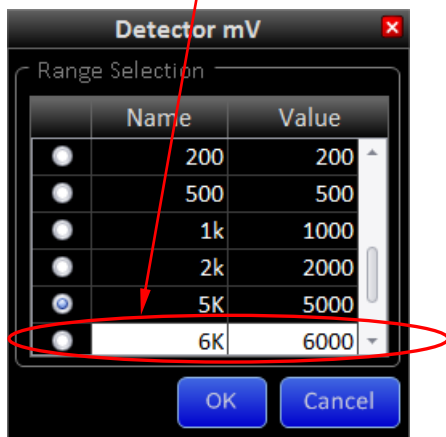 Detector mV
Range Selection
Name Value
200 200
500 500
1k 1000
2k 2000
5K 5000
6K 6000
OK Cancel